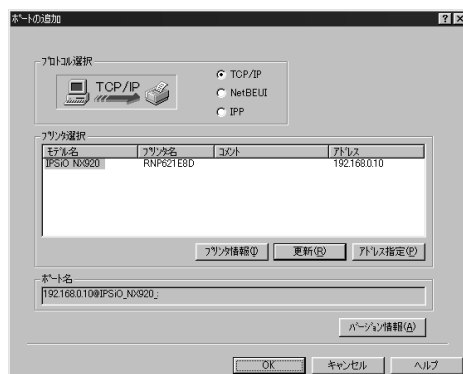 ポートの追加
プロトコル選択
TCP/IP
TCP/IP
NetBEUI
IPP
プリンタ選択
モデル名 プリンタ名 コメント アドレス
IPSiO NX920 RNP621E8D 192.168.0.10
プリンタ情報(I) 更新(R) アドレス指定(P)
ポート名
192.168.0.10@IPSiO_NX920_:
バージョン情報(A)
OK キャンセル ヘルプ